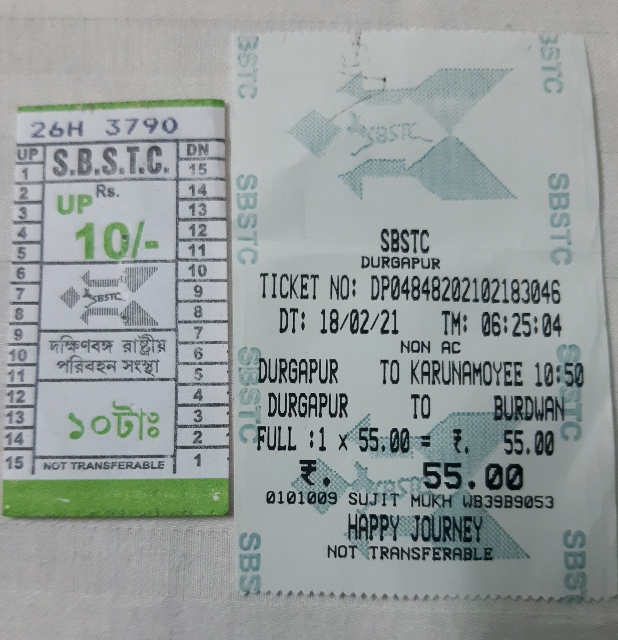 26H 3790
UP S.B.S.T.C. DN
1 15
2 Rs. 14
3 UP 13
4 10/- 12
5 11
6 10
7 SBSTC 9
8 8
9 দক্ষিণবঙ্গ রাষ্ট্রীয় 7
10 পরিবহন সংস্থা 6
11 5
12 4
13 ১০টাঃ 3
14 2
15 NOT TRANSFERABLE 1
SBSTC SBSTC
SBSTC
SBSTC SBSTC
SBSTC
DURGAPUR
TICKET NO: DP04848202102183046
DT: 18/02/21 TM: 06:25:04
NON AC
DURGAPUR TO KARUNAMOYEE 10:50
DURGAPUR TO BURDWAN
FULL :1 x 55.00 = ₹. 55.00
₹. 55.00
0101009 SUJIT MUKH WB39B9053
HAPPY JOURNEY
NOT TRANSFERABLE
SBSTC SBSTC